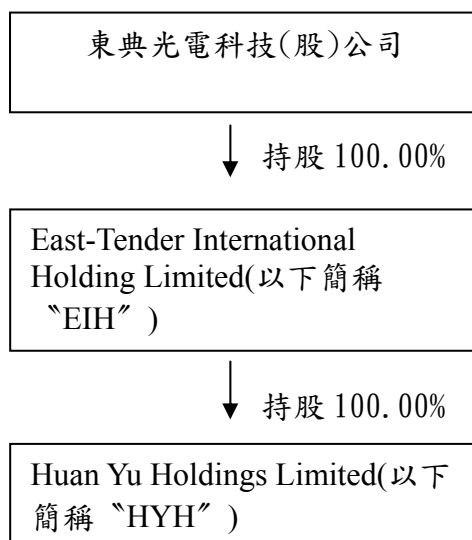 東典光電科技(股)公司
持股 100.00%
East-Tender International
Holding Limited(以下簡稱
〝EIH〞)
持股 100.00%
Huan Yu Holdings Limited(以下
簡稱〝HYH〞)